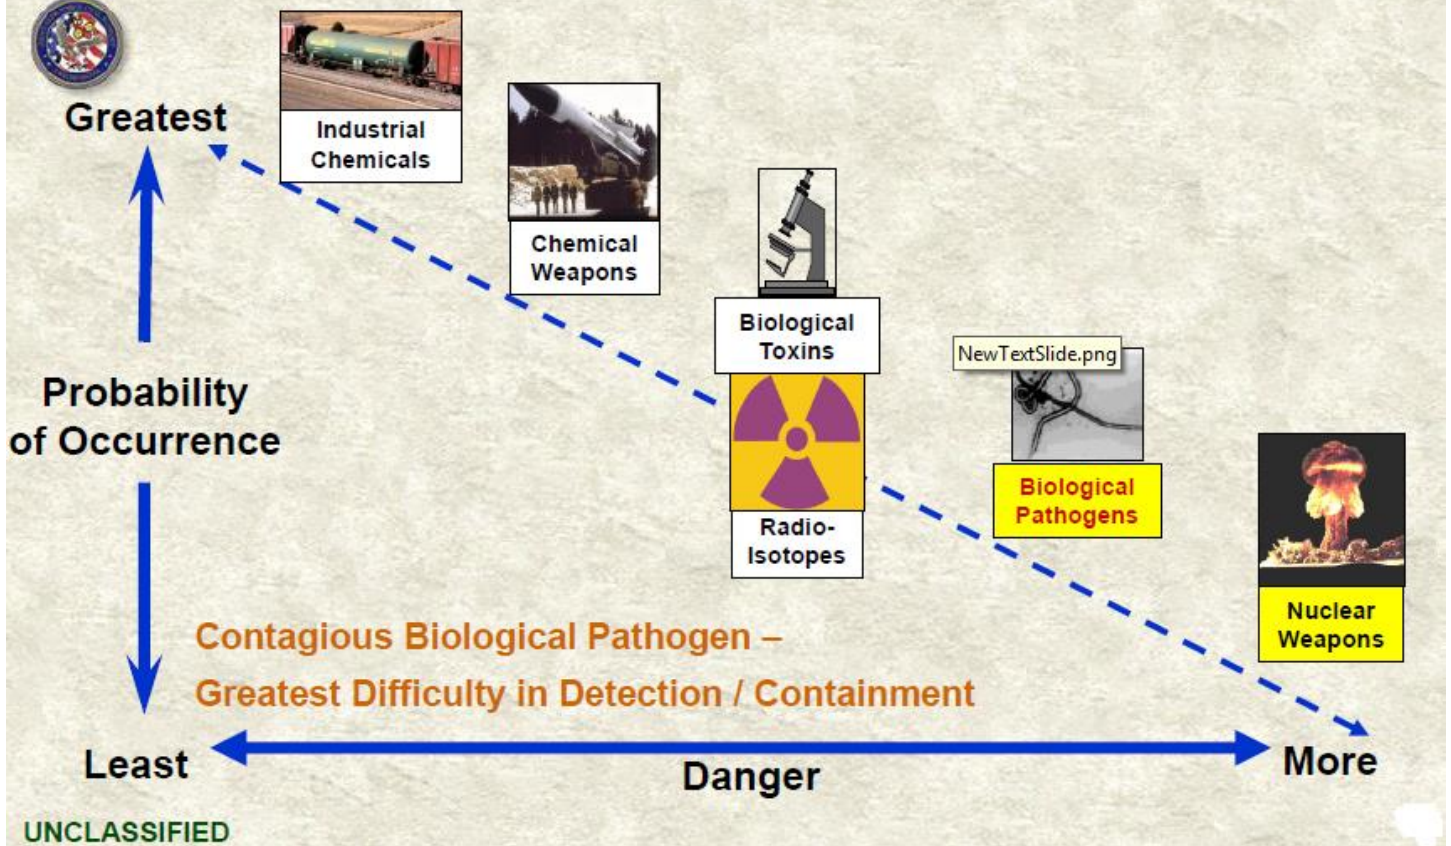 Greatest
Industrial
Chemicals
Chemical
Weapons
Biological
Toxins
NewTextSlide.png
Probability
of Occurrence
Biological
Pathogens
Radio-
Isotopes
Nuclear
Weapons
Contagious Biological Pathogen –
Greatest Difficulty in Detection / Containment
Least
Danger
More
UNCLASSIFIED